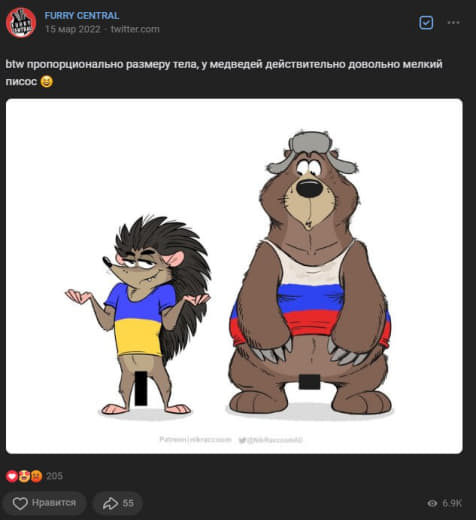 FURRY CENTRAL
15 мар 2022 · twitter.com
btw пропорционально размеру тела, у медведей действительно довольно мелкий
писос 😄
Patreon|nikraccoom @NikRaccoom
205
Нравится 55 6.9K